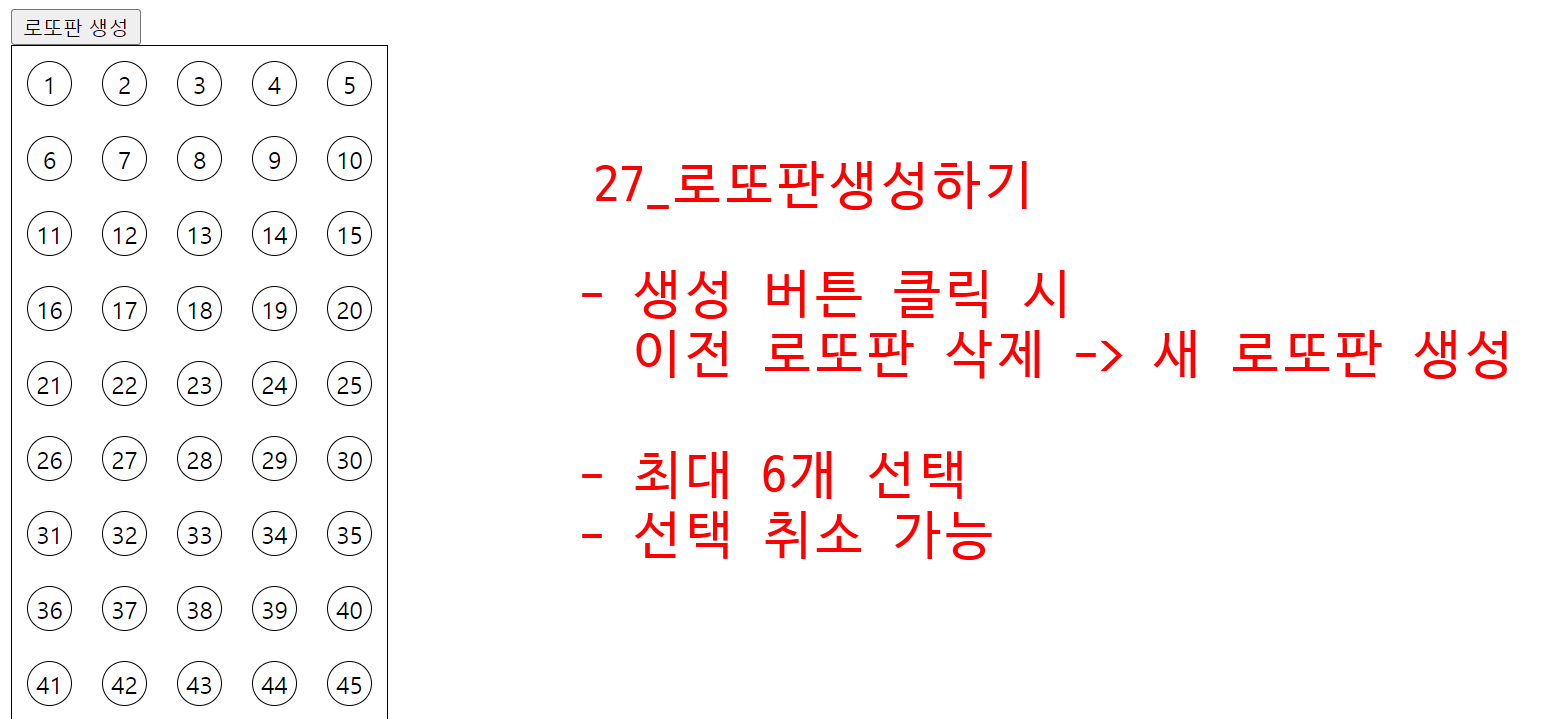 로또판 생성
1 2 3 4 5
6 7 8 9 10
11 12 13 14 15
16 17 18 19 20
21 22 23 24 25
26 27 28 29 30
31 32 33 34 35
36 37 38 39 40
41 42 43 44 45
27_로또판생성하기
- 생성 버튼 클릭 시
이전 로또판 삭제 -> 새 로또판 생성
- 최대 6개 선택
- 선택 취소 가능